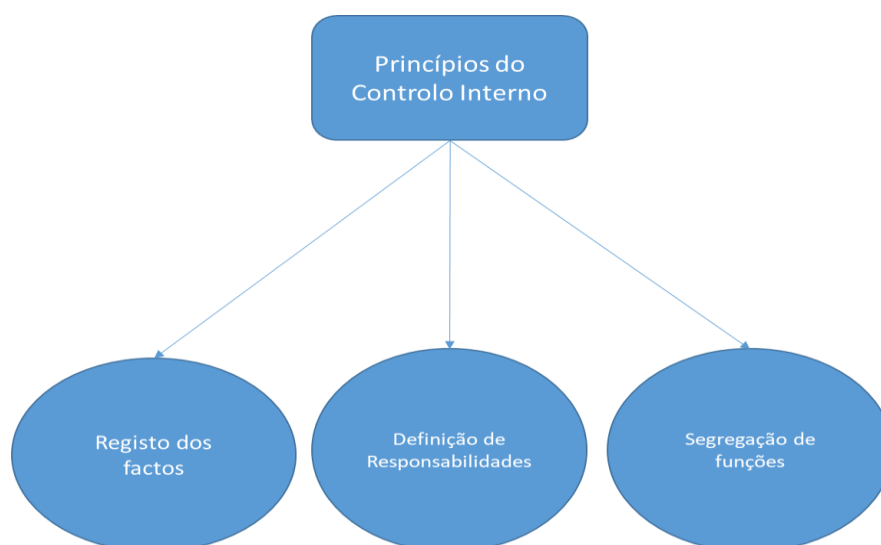 Princípios do
Controlo Interno
Registo dos
factos
Definição de
Responsabilidades
Segregação de
funções